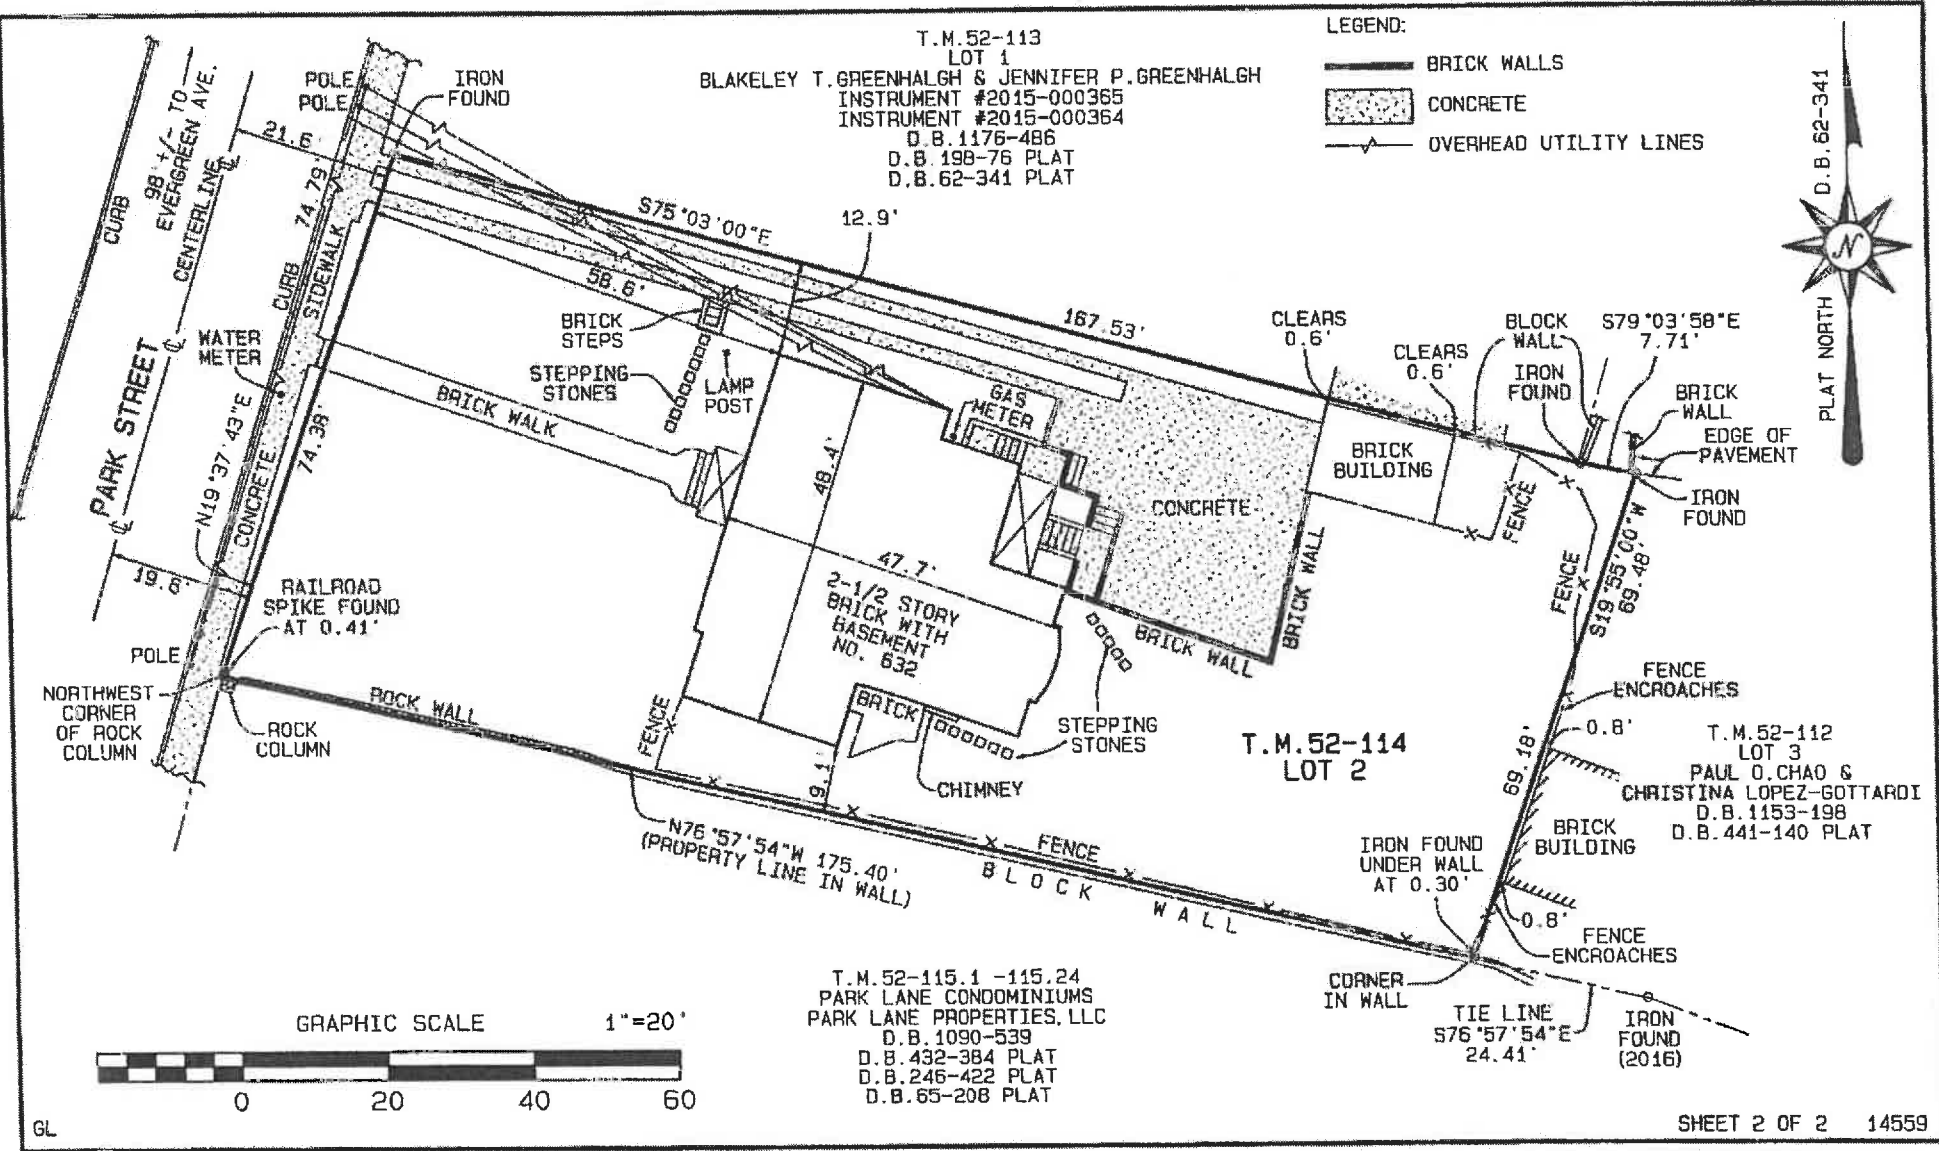 T.M.52-113
LOT 1
BLAKELEY T.GREENHALGH & JENNIFER P.GREENHALGH
INSTRUMENT #2015-000365
INSTRUMENT #2015-000364
D.B.1176-486
D.B.198-76 PLAT
D.B.62-341 PLAT
LEGEND:
BRICK WALLS
CONCRETE
OVERHEAD UTILITY LINES
PLAT NORTH
D.B.62-341
N
CURB
98'+/- TO
EVERGREEN AVE.
CENTERLINE
POLE
POLE
IRON
FOUND
21.6
74.79'
CURB
SIDEWALK
S75°03'00"E
12.9'
167.53'
58.6'
BRICK
STEPS
STEPPING
STONES
LAMP
POST
WATER
METER
PARK STREET
BRICK WALK
N19°37'43"E
74.38'
CONCRETE
19.6'
GAS
METER
CLEARS
0.6'
CLEARS
0.6'
BLOCK
WALL
IRON
FOUND
S79°03'58"E
7.71'
BRICK
WALL
EDGE OF
PAVEMENT
IRON
FOUND
BRICK
BUILDING
FENCE
FENCE
CONCRETE
S19°55'00"W
69.48'
48.4'
47.7'
2-1/2 STORY
BRICK WITH
BASEMENT
NO. 632
BRICK WALL
BRICK WALL
RAILROAD
SPIKE FOUND
AT 0.41'
POLE
NORTHWEST
CORNER
OF ROCK
COLUMN
ROCK
COLUMN
ROCK WALL
FENCE
BRICK
STEPPING
STONES
9.1'
CHIMNEY
T.M.52-114
LOT 2
FENCE
ENCROACHES
0.8'
69.18'
T.M.52-112
LOT 3
PAUL O.CHAO &
CHRISTINA LOPEZ-GOTTARDI
D.B.1153-198
D.B.441-140 PLAT
BRICK
BUILDING
N76°57'54"W 175.40'
(PROPERTY LINE IN WALL)
FENCE
BLOCK WALL
IRON FOUND
UNDER WALL
AT 0.30'
0.8'
FENCE
ENCROACHES
CORNER
IN WALL
TIE LINE
S76°57'54"E
24.41'
IRON
FOUND
(2016)
T.M.52-115.1 -115.24
PARK LANE CONDOMINIUMS
PARK LANE PROPERTIES, LLC
D.B.1090-539
D.B.432-384 PLAT
D.B.246-422 PLAT
D.B.65-208 PLAT
GRAPHIC SCALE 1"=20'
0 20 40 60
GL
SHEET 2 OF 2 14559